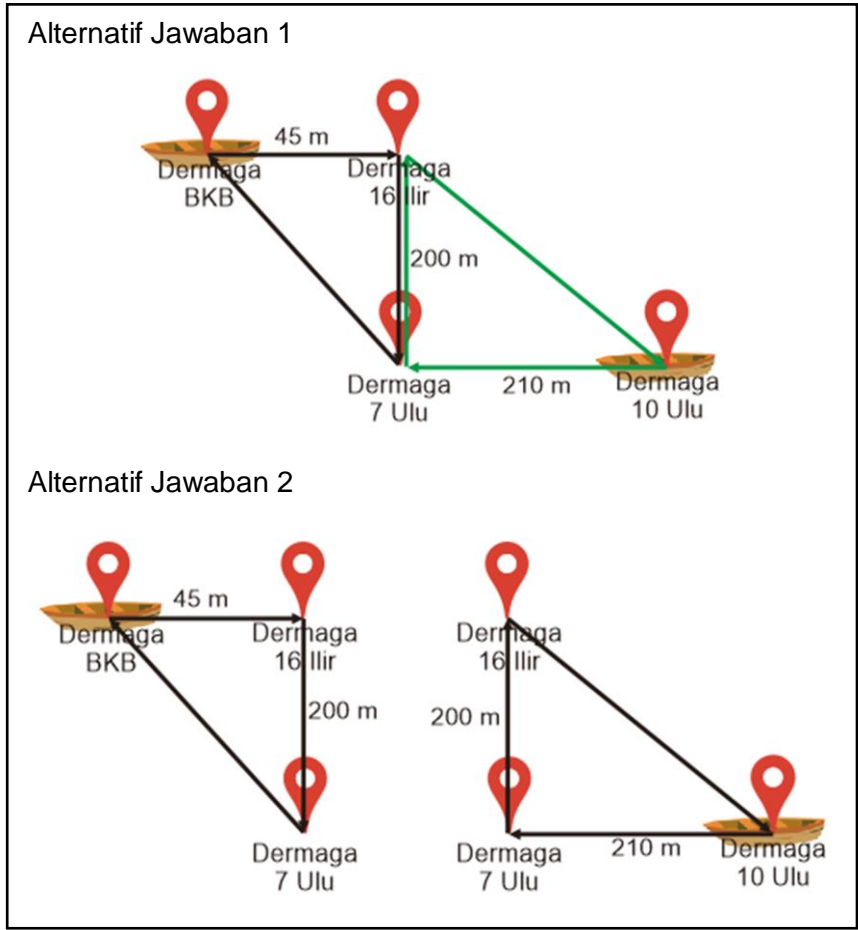 Alternatif Jawaban 1
45 m
Dermaga
BKB
Dermaga
16 Ilir
200 m
Dermaga
7 Ulu
210 m
Dermaga
10 Ulu
Alternatif Jawaban 2
45 m
Dermaga
BKB
Dermaga
16 Ilir
200 m
Dermaga
7 Ulu
Dermaga
16 Ilir
200 m
Dermaga
7 Ulu
210 m
Dermaga
10 Ulu